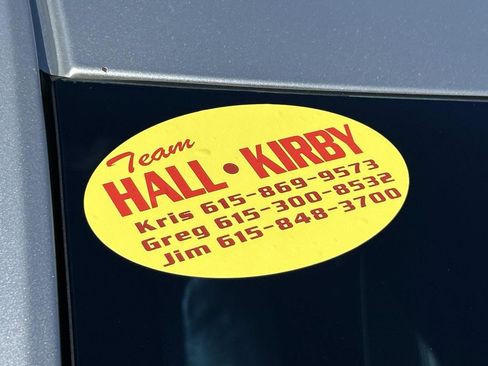 Team
HALL • KIRBY
Kris 615-869-9573
Greg 615-300-8532
Jim 615-848-3700